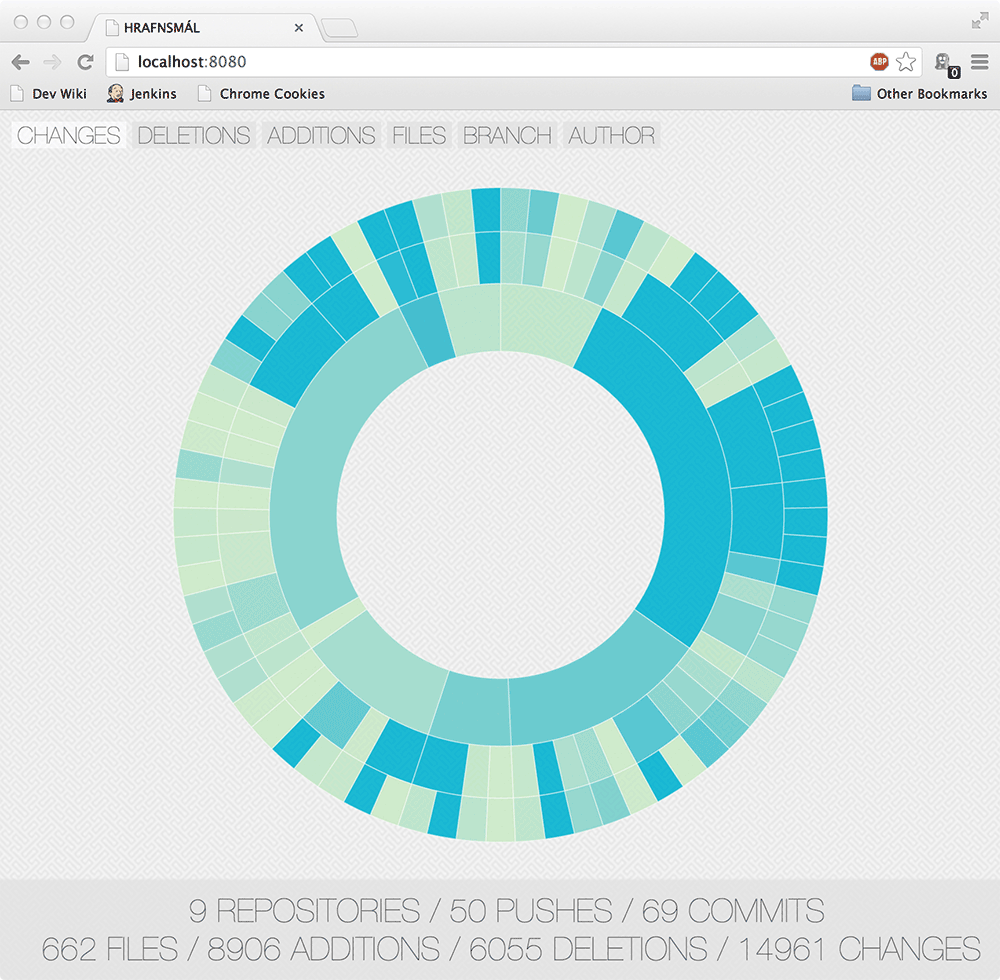 HRAFNSMÁL
localhost:8080
ABP
0
Dev Wiki
Jenkins
Chrome Cookies
Other Bookmarks
CHANGES DELETIONS ADDITIONS FILES BRANCH AUTHOR
9 REPOSITORIES / 50 PUSHES / 69 COMMITS
662 FILES / 8906 ADDITIONS / 6055 DELETIONS / 14961 CHANGES